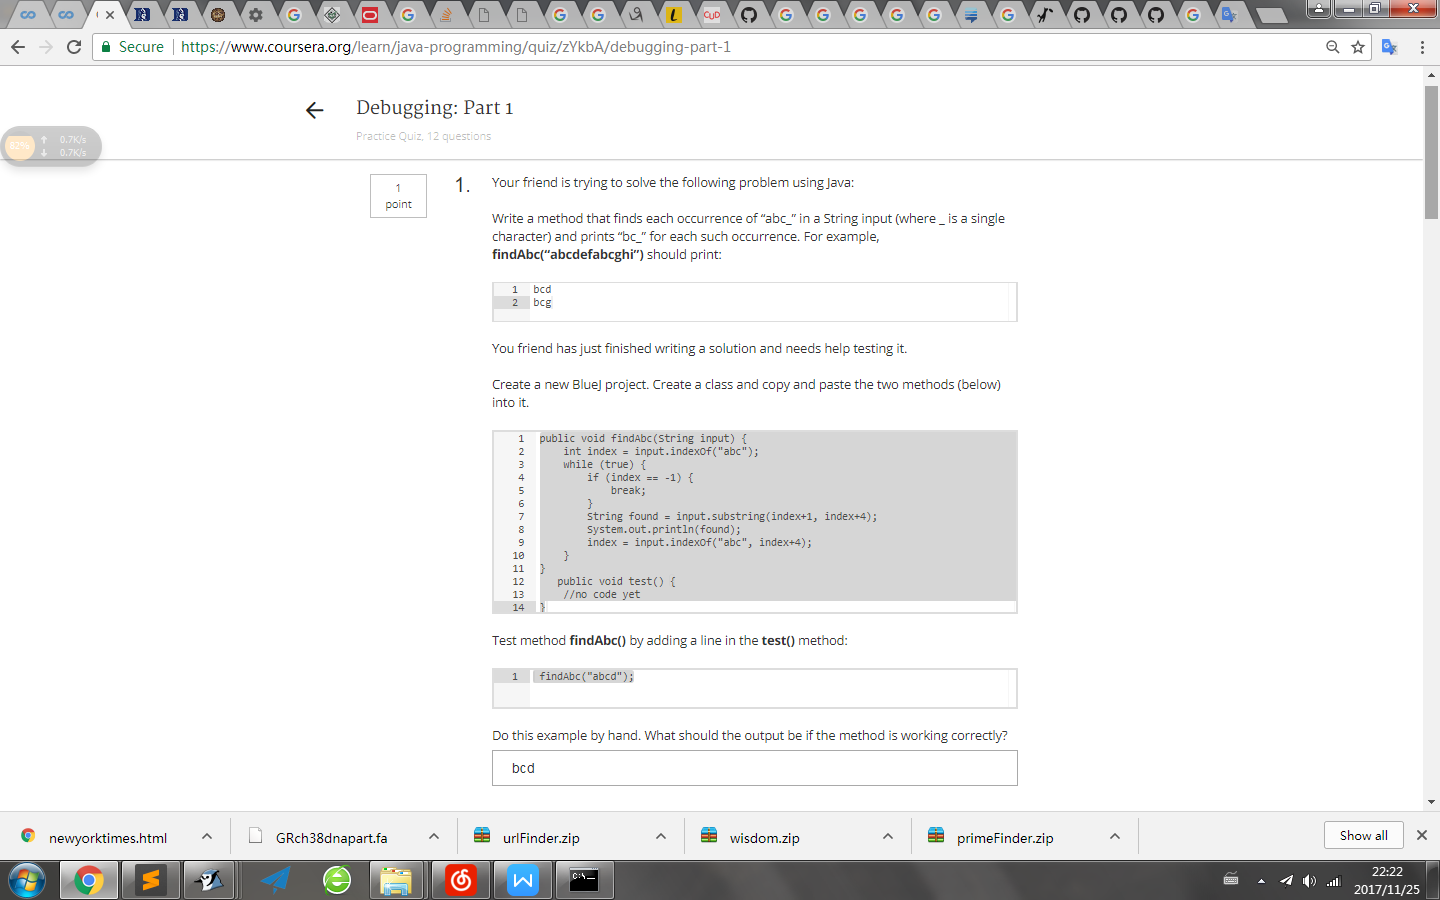 Secure
https://www.coursera.org/learn/java-programming/quiz/zYkbA/debugging-part-1
Debugging: Part 1
Practice Quiz, 12 questions
82%
0.7K/s
0.7K/s
1
point
1.
Your friend is trying to solve the following problem using Java:
Write a method that finds each occurrence of “abc_” in a String input (where _ is a single
character) and prints “bc_” for each such occurrence. For example,
findAbc(“abcdefabcghi”) should print:
1 bcd
2 bcg
You friend has just finished writing a solution and needs help testing it.
Create a new BlueJ project. Create a class and copy and paste the two methods (below)
into it.
1 public void findAbc(String input) {
2 int index = input.indexOf("abc");
3 while (true) {
4 if (index == -1) {
5 break;
6 }
7 String found = input.substring(index+1, index+4);
8 System.out.println(found);
9 index = input.indexOf("abc", index+4);
10 }
11 }
12 public void test() {
13 //no code yet
14 }
Test method findAbc() by adding a line in the test() method:
1 findAbc("abcd");
Do this example by hand. What should the output be if the method is working correctly?
bcd
newyorktimes.html
GRch38dnapart.fa
urlFinder.zip
wisdom.zip
primeFinder.zip
Show all
22:22
2017/11/25